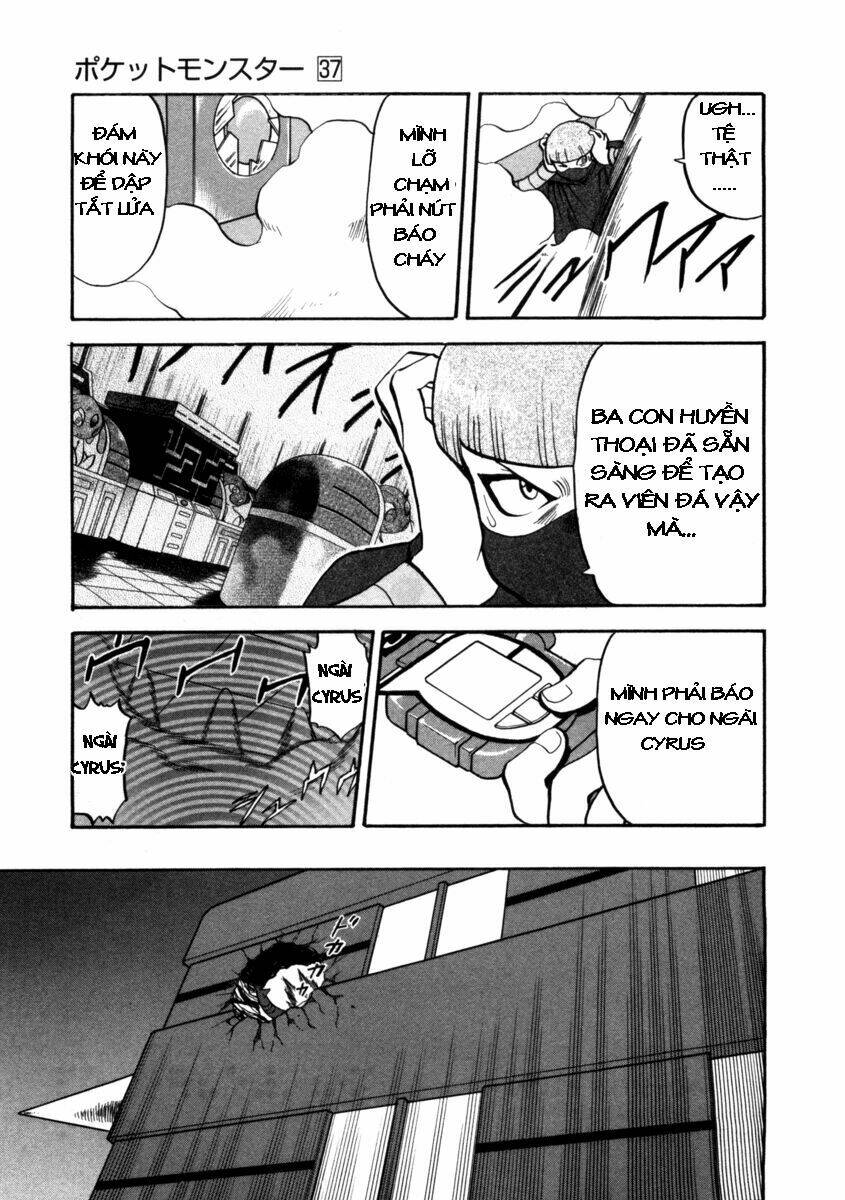 ポケットモンスター 37
UGH...
TỆ
THẬT
.....
MÌNH
LỠ
CHẠM
PHẢI NÚT
BÁO
CHÁY
ĐÁM
KHÓI NÀY
ĐỂ DẬP
TẮT LỬA
BA CON HUYỀN
THOẠI ĐÃ SẴN
SÀNG ĐỂ TẠO
RA VIÊN ĐÁ VẬY
MÀ...
MÌNH PHẢI BÁO
NGAY CHO NGÀI
CYRUS
NGÀI
CYRUS
NGÀI
CYRUS